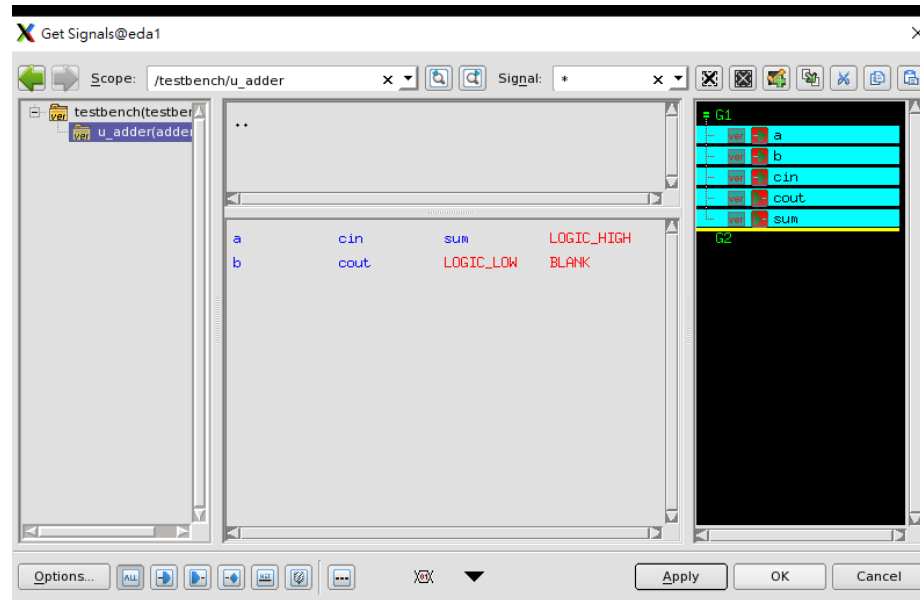 Get Signals@eda1
Scope: /testbench/u_adder Signal: *
testbench(testber
u_adder(adder
..
a cin sum LOGIC_HIGH
b cout LOGIC_LOW BLANK
G1
a
b
cin
cout
sum
G2
Options... ALL Apply OK Cancel